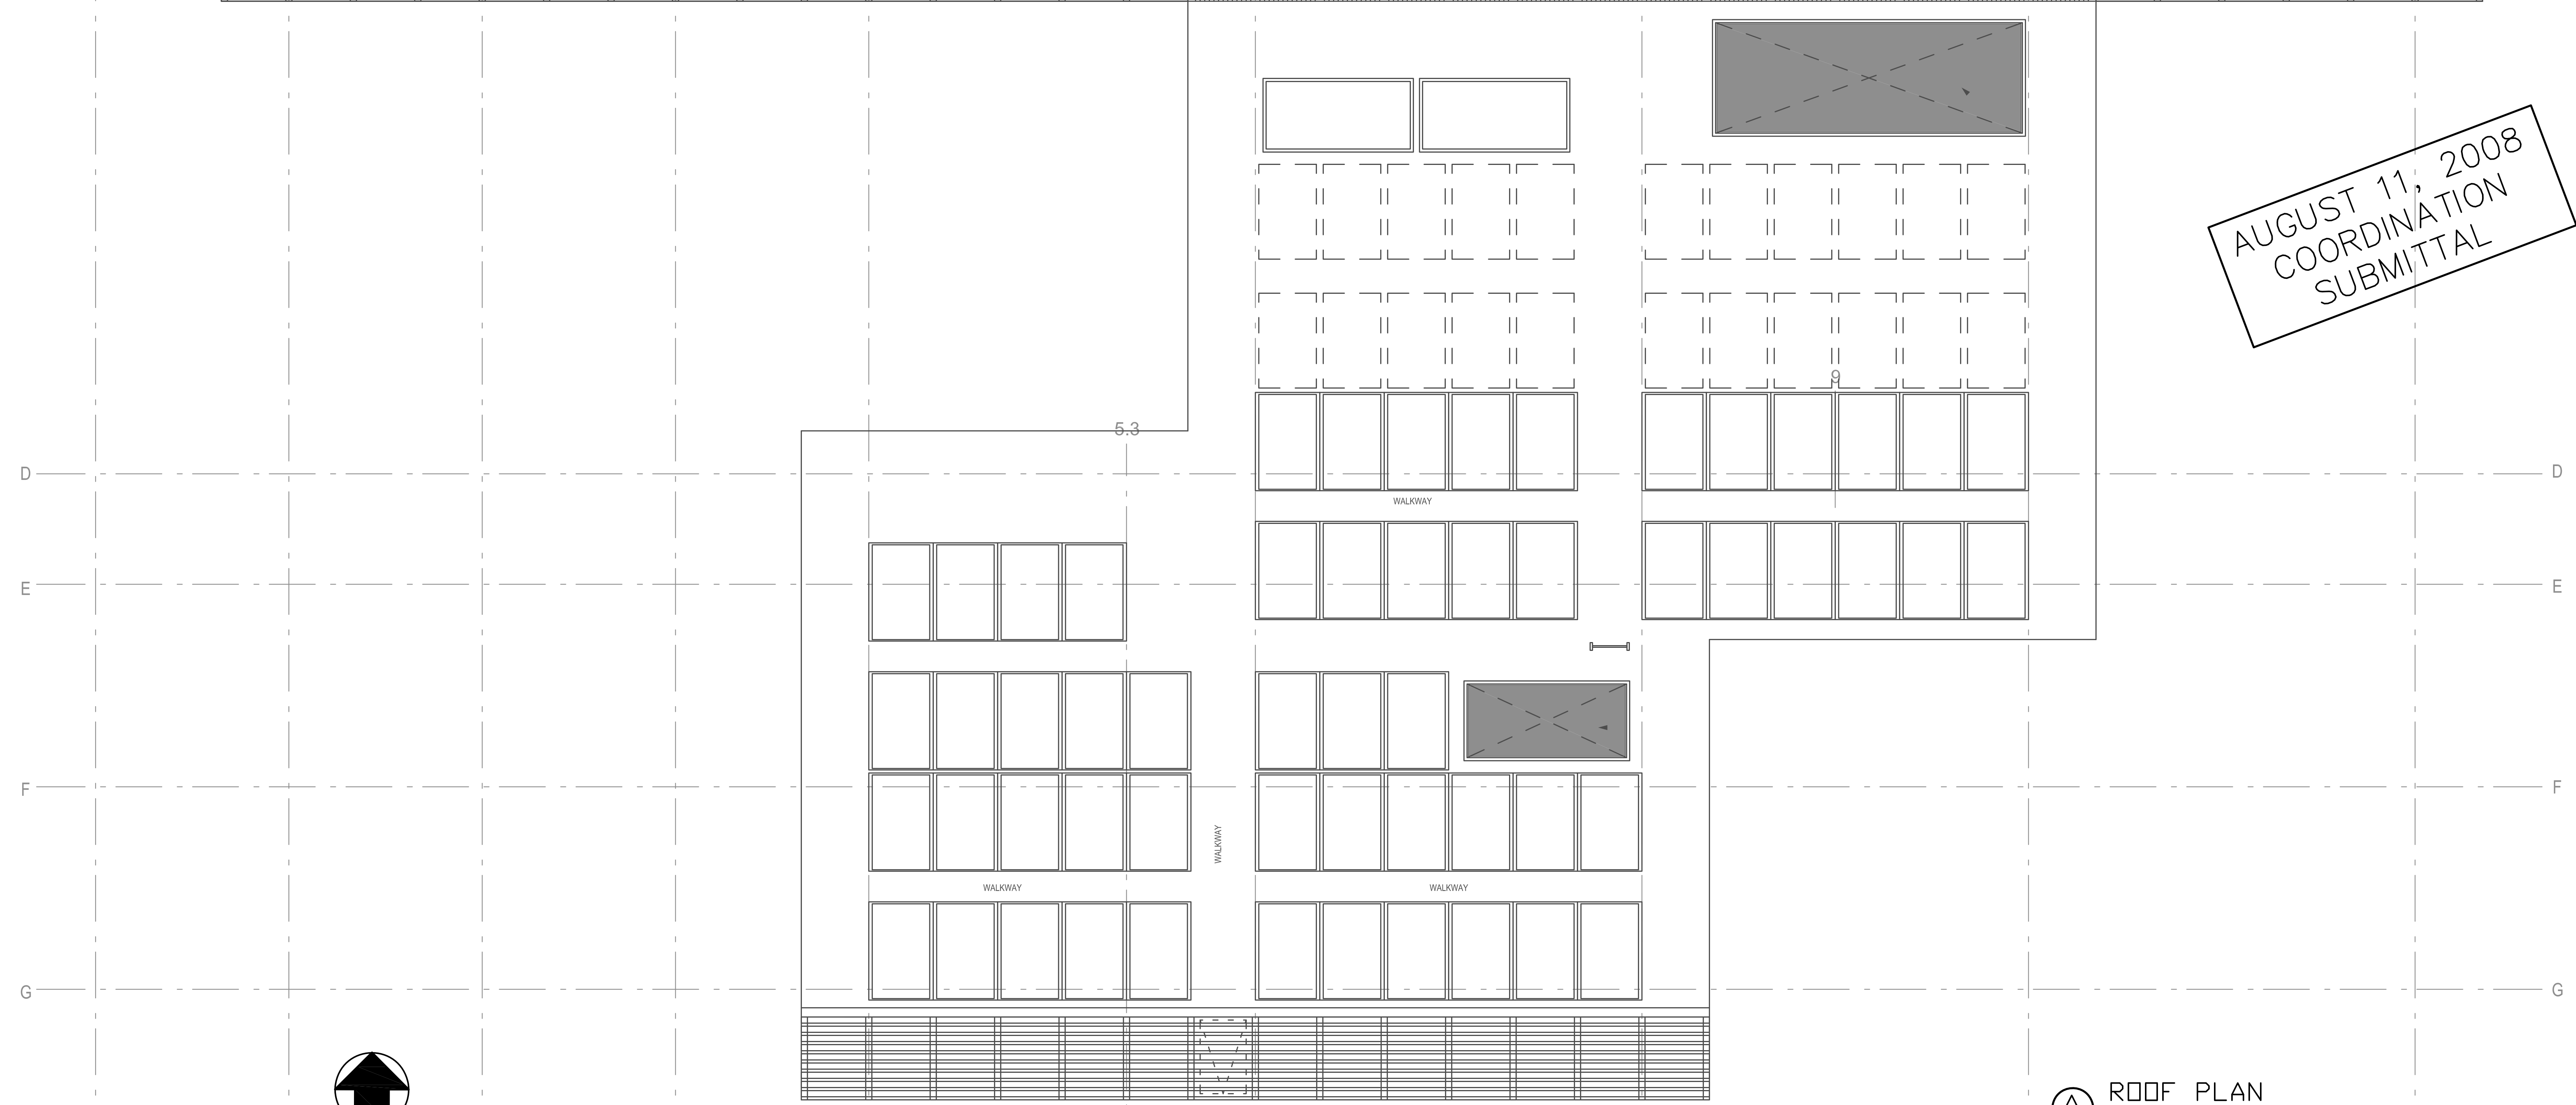 AUGUST 11, 2008
COORDINATION
SUBMITTAL
9
5.3
D
D
WALKWAY
E
E
F
F
WALKWAY
WALKWAY
WALKWAY
G
G
ROOF PLAN